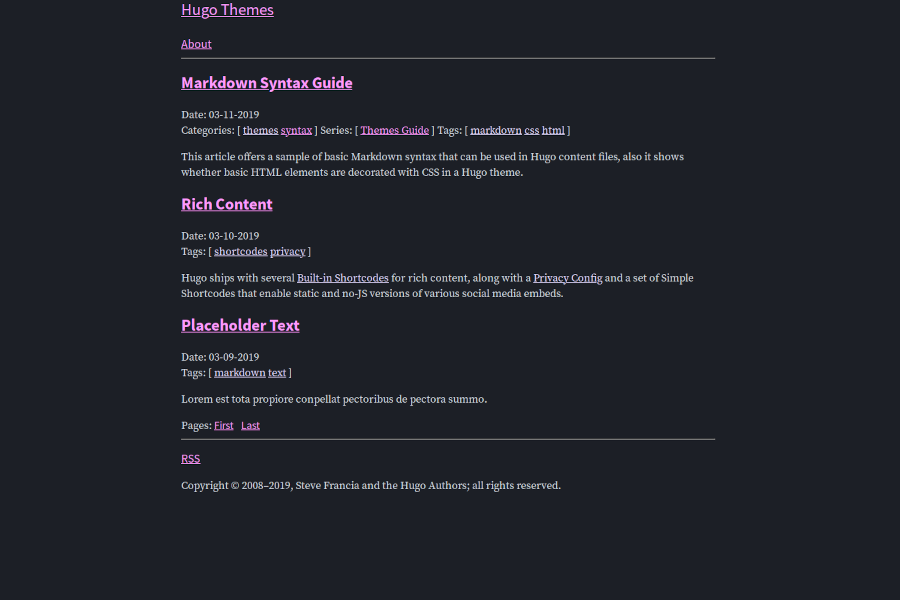 Hugo Themes
About
Markdown Syntax Guide
Date: 03-11-2019
Categories: [ themes syntax ] Series: [ Themes Guide ] Tags: [ markdown css html ]
This article offers a sample of basic Markdown syntax that can be used in Hugo content files, also it shows
whether basic HTML elements are decorated with CSS in a Hugo theme.
Rich Content
Date: 03-10-2019
Tags: [ shortcodes privacy ]
Hugo ships with several Built-in Shortcodes for rich content, along with a Privacy Config and a set of Simple
Shortcodes that enable static and no-JS versions of various social media embeds.
Placeholder Text
Date: 03-09-2019
Tags: [ markdown text ]
Lorem est tota propiore conpellat pectoribus de pectora summo.
Pages: First Last
RSS
Copyright © 2008–2019, Steve Francia and the Hugo Authors; all rights reserved.